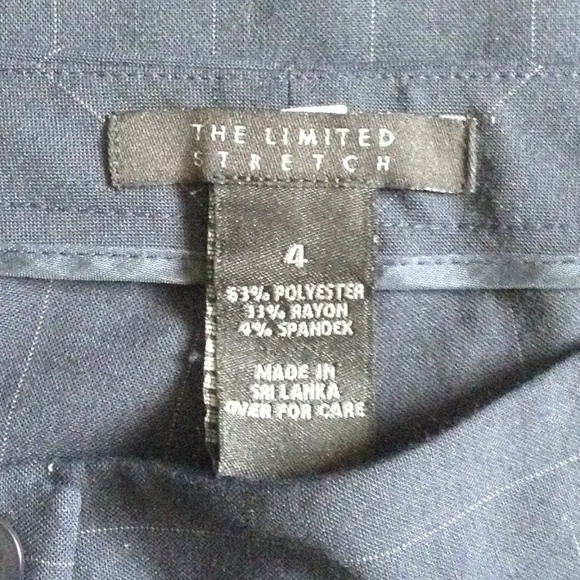 THE LIMITED
STRETCH
4
63% POLYESTER
33% RAYON
4% SPANDEX
MADE IN
SRI LANKA
OVER FOR CARE